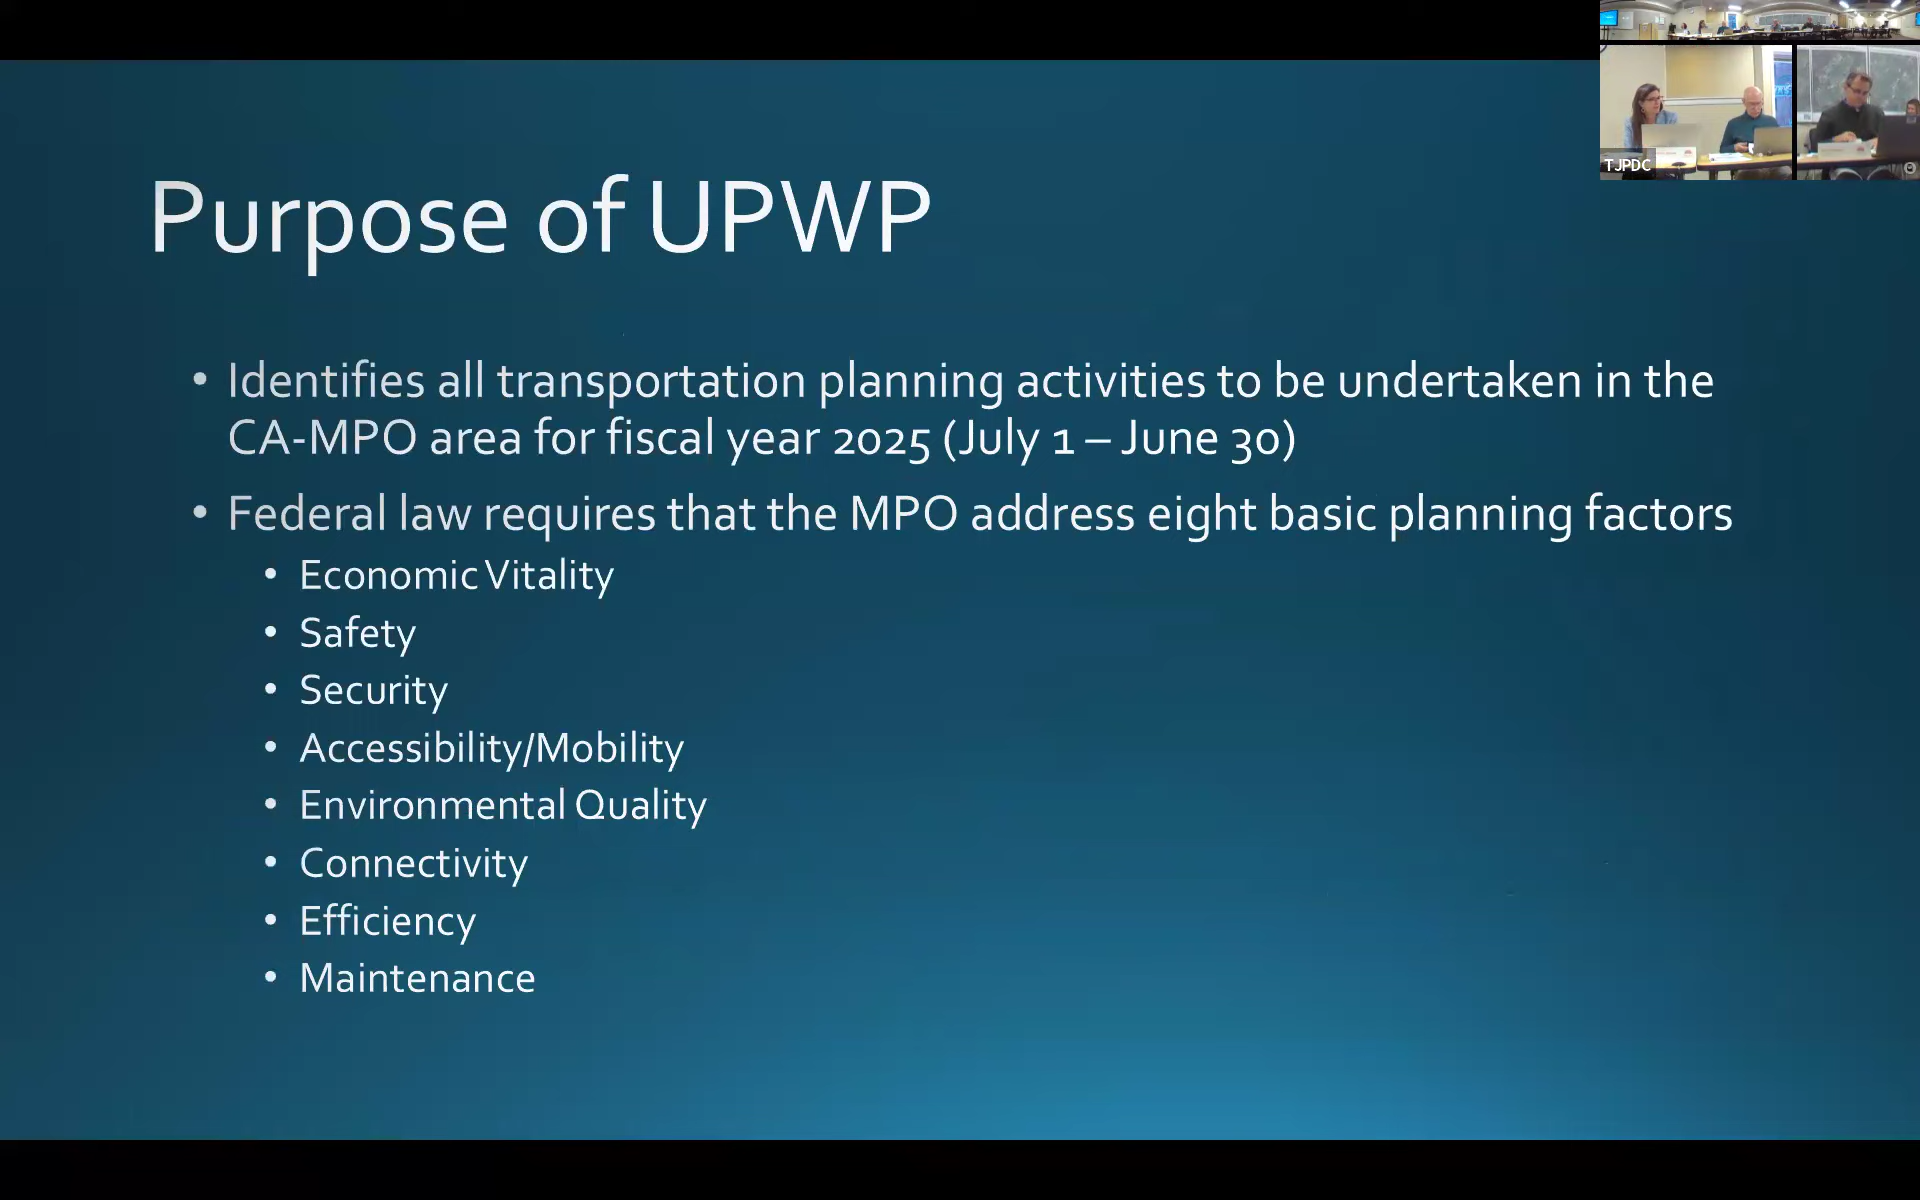 TJPDC
Purpose of UPWP
• Identifies all transportation planning activities to be undertaken in the
CA-MPO area for fiscal year 2025 (July 1 – June 30)
• Federal law requires that the MPO address eight basic planning factors
• Economic Vitality
• Safety
• Security
• Accessibility/Mobility
• Environmental Quality
• Connectivity
• Efficiency
• Maintenance